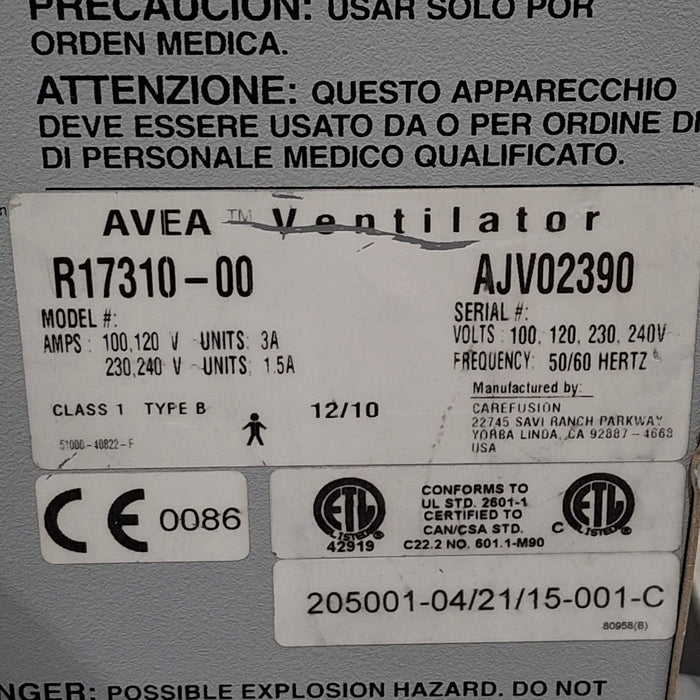 PRECAUCIÓN: USAR SOLO POR
ORDEN MEDICA.
ATTENZIONE: QUESTO APPARECCHIO
DEVE ESSERE USATO DA O PER ORDINE DI
DI PERSONALE MEDICO QUALIFICATO.
AVEA ™ Ventilator
R17310-00 AJV02390
MODEL #: SERIAL #:
AMPS: 100,120 V - UNITS: 3A VOLTS: 100, 120, 230, 240V
230,240 V - UNITS: 1.5A FREQUENCY: 50/60 HERTZ
Manufactured by:
CLASS 1 TYPE B 12/10 CAREFUSION
22745 SAVI RANCH PARKWAY
51000-40822-F YORBA LINDA, CA 92887-4668
USA
CE 0086
ETL LISTED 42919
CONFORMS TO
UL STD. 2601-1
CERTIFIED TO
CAN/CSA STD.
C22.2 NO. 601.1-M90
C ETL LISTED
205001-04/21/15-001-C
80958(B)
NGER: POSSIBLE EXPLOSION HAZARD. DO NOT